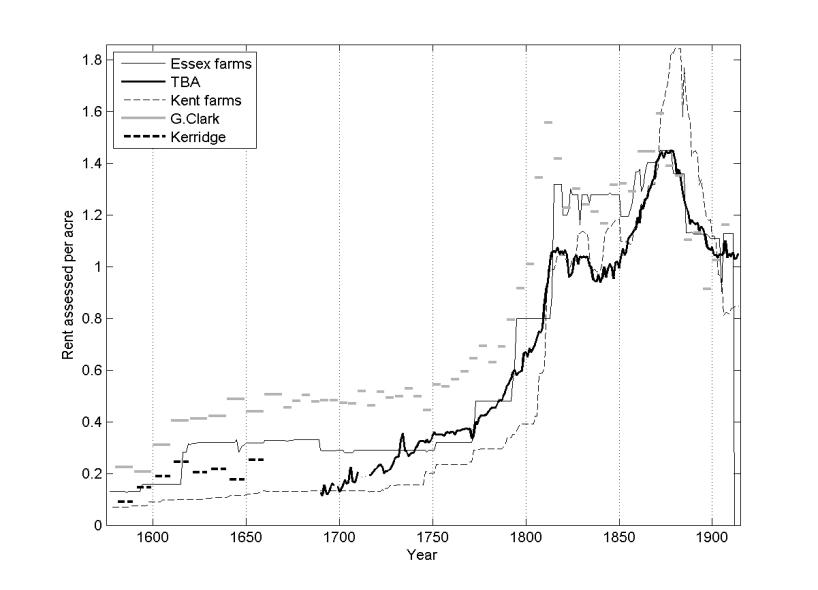 Essex farms
TBA
Kent farms
G.Clark
Kerridge
1.8
1.6
1.4
1.2
1
0.8
0.6
0.4
0.2
0
Rent assessed per acre
1600 1650 1700 1750 1800 1850 1900
Year